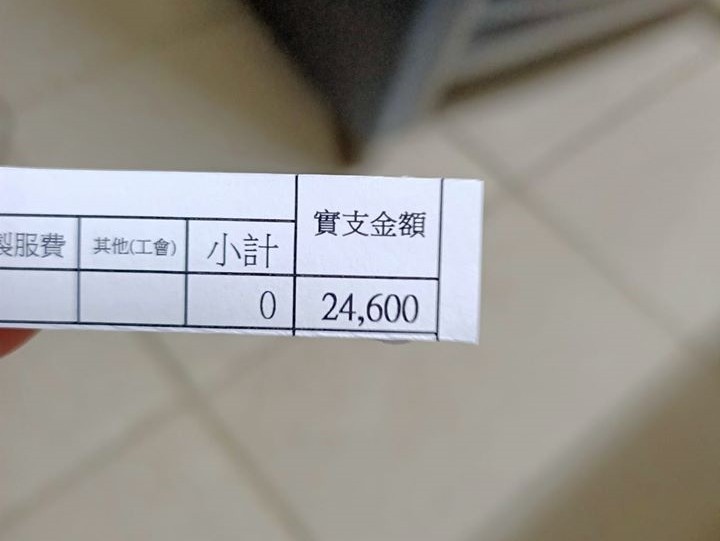 實支金額
製服費 其他(工會) 小計
0 24,600